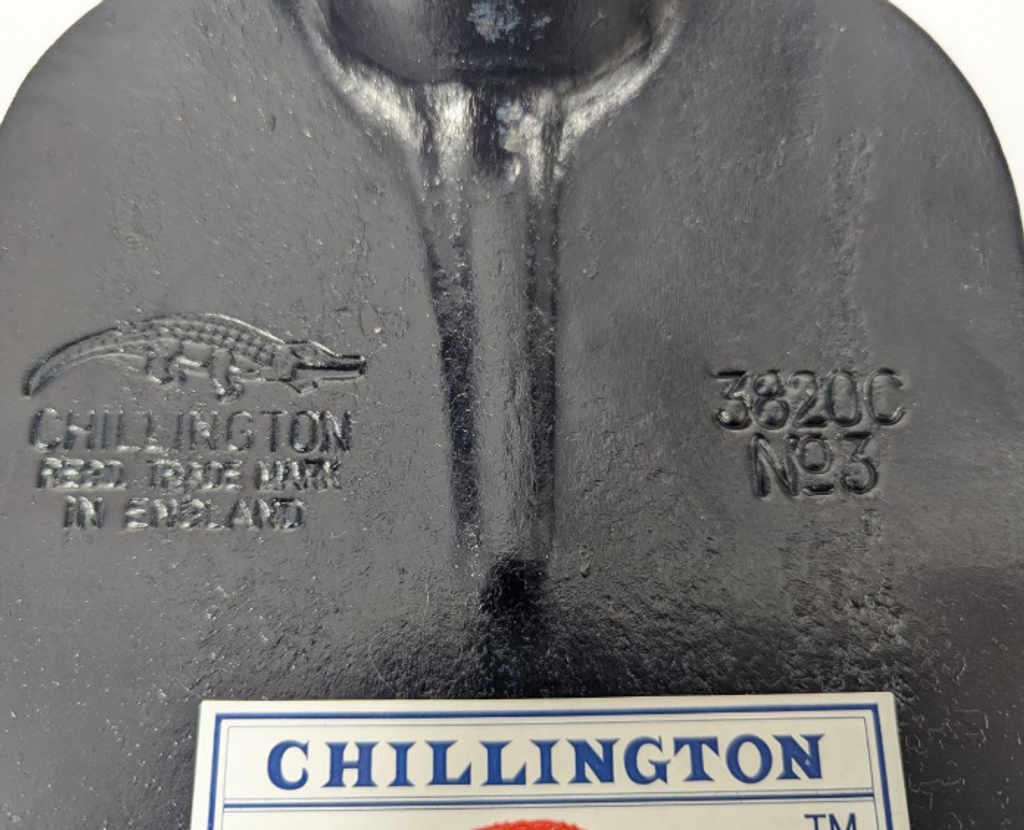 CHILLINGTON
REGD. TRADE MARK
IN ENGLAND
3820C
Nº3
CHILLINGTON
TM